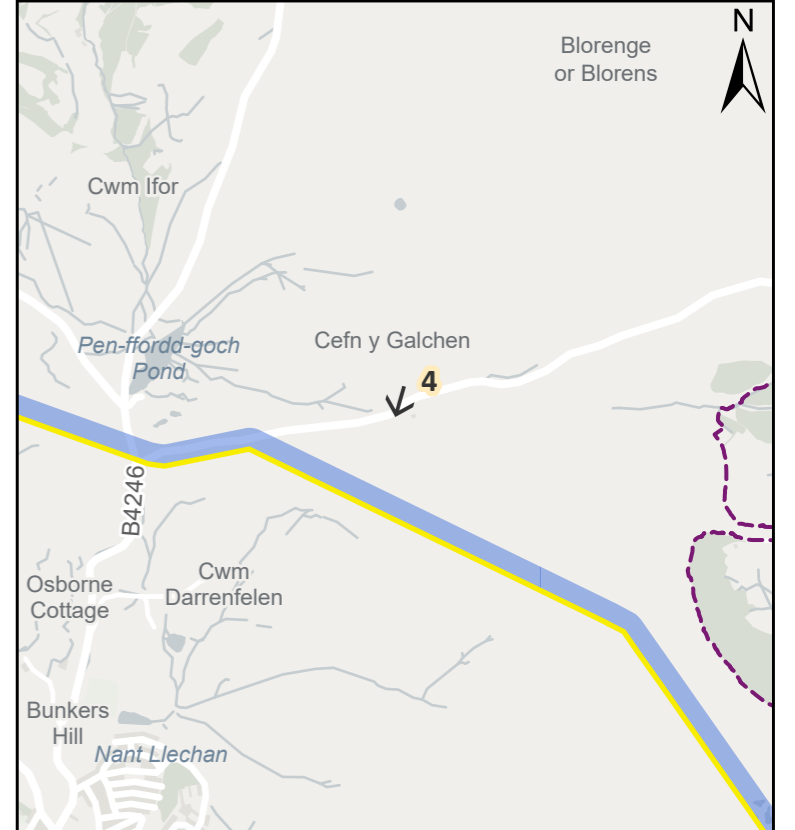 N
Blorenge
or Blorens
Cwm Ifor
Pen-ffordd-goch
Pond
Cefn y Galchen
4
B4246
Osborne
Cottage
Cwm
Darrenfelen
Bunkers
Hill
Nant Llechan